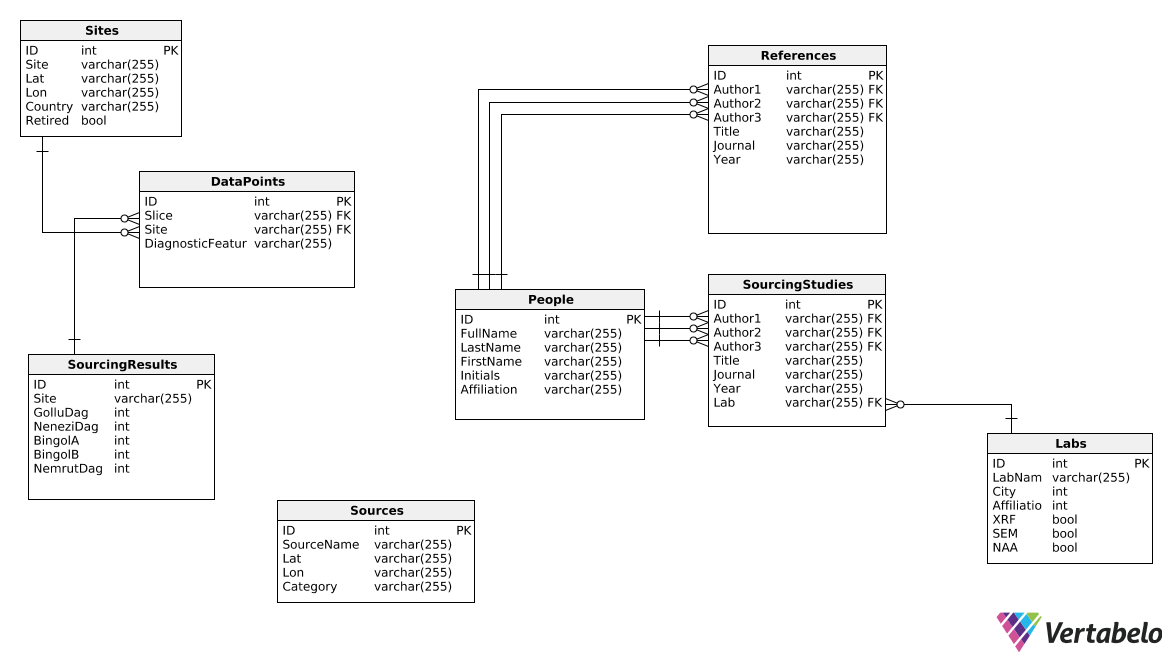 Sites
ID int PK
Site varchar(255)
Lat varchar(255)
Lon varchar(255)
Country varchar(255)
Retired bool
References
ID int PK
Author1 varchar(255) FK
Author2 varchar(255) FK
Author3 varchar(255) FK
Title varchar(255)
Journal varchar(255)
Year varchar(255)
DataPoints
ID int PK
Slice varchar(255) FK
Site varchar(255) FK
DiagnosticFeatur varchar(255)
People
ID int PK
FullName varchar(255)
LastName varchar(255)
FirstName varchar(255)
Initials varchar(255)
Affiliation varchar(255)
SourcingStudies
ID int PK
Author1 varchar(255) FK
Author2 varchar(255) FK
Author3 varchar(255) FK
Title varchar(255)
Journal varchar(255)
Year varchar(255)
Lab varchar(255) FK
SourcingResults
ID int PK
Site varchar(255)
GolluDag int
NeneziDag int
BingolA int
BingolB int
NemrutDag int
Labs
ID int PK
LabNam varchar(255)
City int
Affiliatio int
XRF bool
SEM bool
NAA bool
Sources
ID int PK
SourceName varchar(255)
Lat varchar(255)
Lon varchar(255)
Category varchar(255)
Vertabelo